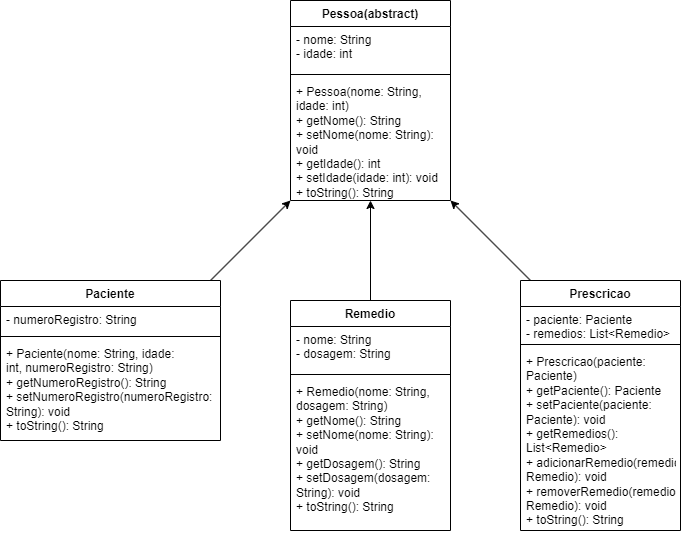 Pessoa(abstract)
- nome: String
- idade: int
+ Pessoa(nome: String,
idade: int)
+ getNome(): String
+ setNome(nome: String):
void
+ getIdade(): int
+ setIdade(idade: int): void
+ toString(): String
Paciente
- numeroRegistro: String
+ Paciente(nome: String, idade:
int, numeroRegistro: String)
+ getNumeroRegistro(): String
+ setNumeroRegistro(numeroRegistro:
String): void
+ toString(): String
Remedio
- nome: String
- dosagem: String
+ Remedio(nome: String,
dosagem: String)
+ getNome(): String
+ setNome(nome: String):
void
+ getDosagem(): String
+ setDosagem(dosagem:
String): void
+ toString(): String
Prescricao
- paciente: Paciente
- remedios: List<Remedio>
+ Prescricao(paciente:
Paciente)
+ getPaciente(): Paciente
+ setPaciente(paciente:
Paciente): void
+ getRemedios():
List<Remedio>
+ adicionarRemedio(remedio
Remedio): void
+ removerRemedio(remedio
Remedio): void
+ toString(): String